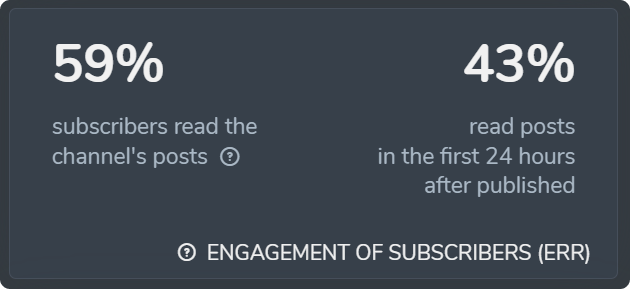 59%
subscribers read the
channel's posts ?
43%
read posts
in the first 24 hours
after published
? ENGAGEMENT OF SUBSCRIBERS (ERR)